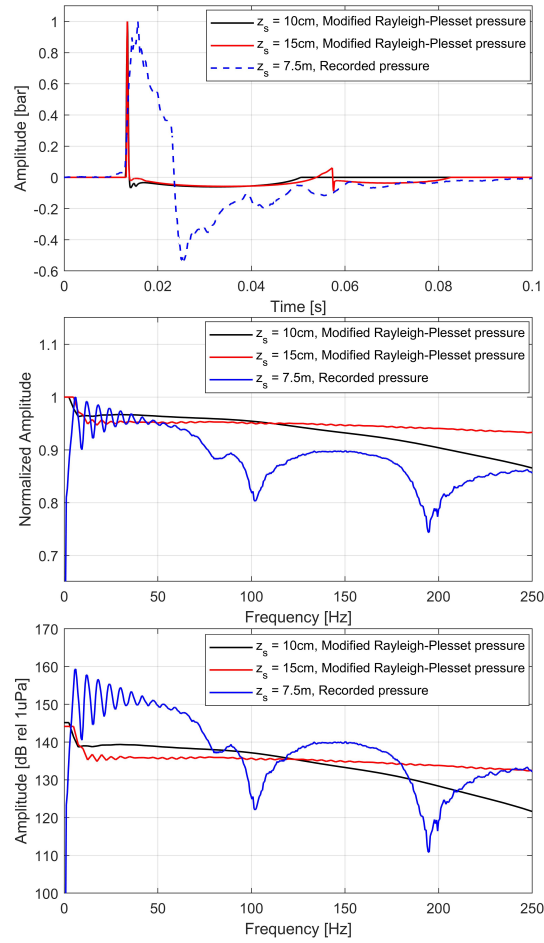 1
0.8
0.6
0.4
0.2
0
-0.2
-0.4
-0.6
Amplitude [bar]
z_s = 10cm, Modified Rayleigh-Plesset pressure
z_s = 15cm, Modified Rayleigh-Plesset pressure
z_s = 7.5m, Recorded pressure
0 0.02 0.04 0.06 0.08 0.1
Time [s]
1.1
1
0.9
0.8
0.7
Normalized Amplitude
z_s = 10cm, Modified Rayleigh-Plesset pressure
z_s = 15cm, Modified Rayleigh-Plesset pressure
z_s = 7.5m, Recorded pressure
0 50 100 150 200 250
Frequency [Hz]
170
160
150
140
130
120
110
100
Amplitude [dB rel 1uPa]
z_s = 10cm, Modified Rayleigh-Plesset pressure
z_s = 15cm, Modified Rayleigh-Plesset pressure
z_s = 7.5m, Recorded pressure
0 50 100 150 200 250
Frequency [Hz]